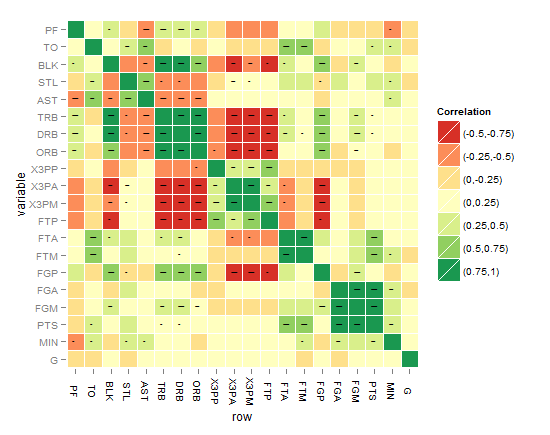 PF
TO
BLK
STL
AST
TRB
DRB
ORB
X3PP
X3PA
X3PM
FTP
FTA
FTM
FGP
FGA
FGM
PTS
MIN
G
variable
PF TO BLK STL AST TRB DRB ORB X3PP X3PA X3PM FTP FTA FTM FGP FGA FGM PTS MIN G
row
Correlation
(-0.5,-0.75)
(-0.25,-0.5)
(0,-0.25)
(0,0.25)
(0.25,0.5)
(0.5,0.75)
(0.75,1)